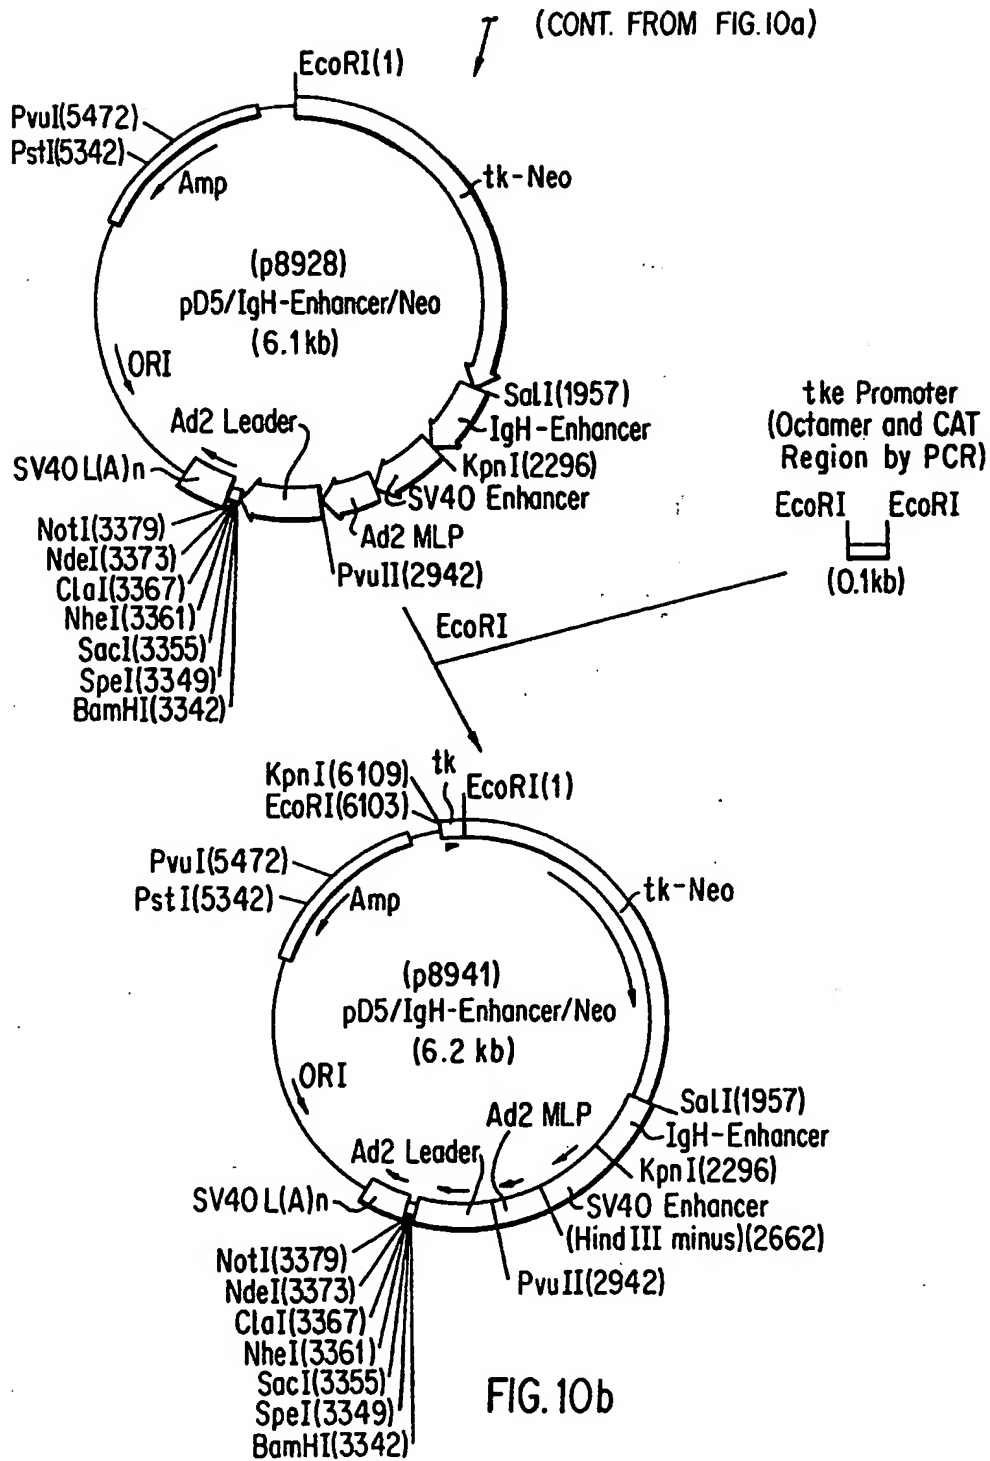 (CONT. FROM FIG.10a)
EcoRI(1)
PvuI(5472)
PstI(5342)
Amp
tk-Neo
(p8928)
pD5/IgH-Enhancer/Neo
(6.1kb)
ORI
Ad2 Leader
SalI(1957)
IgH-Enhancer
KpnI(2296)
SV40 Enhancer
Ad2 MLP
PvuII(2942)
SV40 L(A)n
NotI(3379)
NdeI(3373)
ClaI(3367)
NheI(3361)
SacI(3355)
SpeI(3349)
BamHI(3342)
tke Promoter
(Octamer and CAT
Region by PCR)
EcoRI EcoRI
(0.1kb)
EcoRI
tk
KpnI(6109)
EcoRI(6103)
EcoRI(1)
PvuI(5472)
PstI(5342)
Amp
tk-Neo
(p8941)
pD5/IgH-Enhancer/Neo
(6.2 kb)
ORI
Ad2 MLP
Ad2 Leader
SalI(1957)
IgH-Enhancer
KpnI(2296)
SV40 Enhancer
(Hind III minus)(2662)
PvuII(2942)
SV40 L(A)n
NotI(3379)
NdeI(3373)
ClaI(3367)
NheI(3361)
SacI(3355)
SpeI(3349)
BamHI(3342)
FIG. 10b